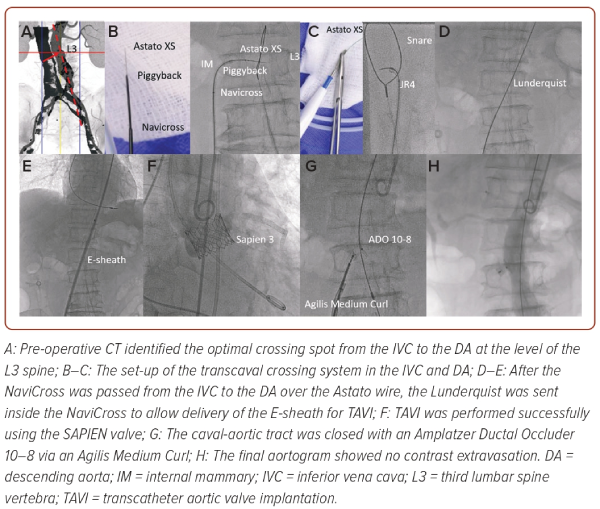 A
L3
B
Astato XS
Piggyback
Navicross
IM
Astato XS
L3
Piggyback
Navicross
C
Astato XS
Snare
JR4
D
Lunderquist
E
E-sheath
F
Sapien 3
G
ADO 10-8
Agilis Medium Curl
H
A: Pre-operative CT identified the optimal crossing spot from the IVC to the DA at the level of the
L3 spine; B–C: The set-up of the transcaval crossing system in the IVC and DA; D–E: After the
NaviCross was passed from the IVC to the DA over the Astato wire, the Lunderquist was sent
inside the NaviCross to allow delivery of the E-sheath for TAVI; F: TAVI was performed successfully
using the SAPIEN valve; G: The caval-aortic tract was closed with an Amplatzer Ductal Occluder
10–8 via an Agilis Medium Curl; H: The final aortogram showed no contrast extravasation. DA =
descending aorta; IM = internal mammary; IVC = inferior vena cava; L3 = third lumbar spine
vertebra; TAVI = transcatheter aortic valve implantation.